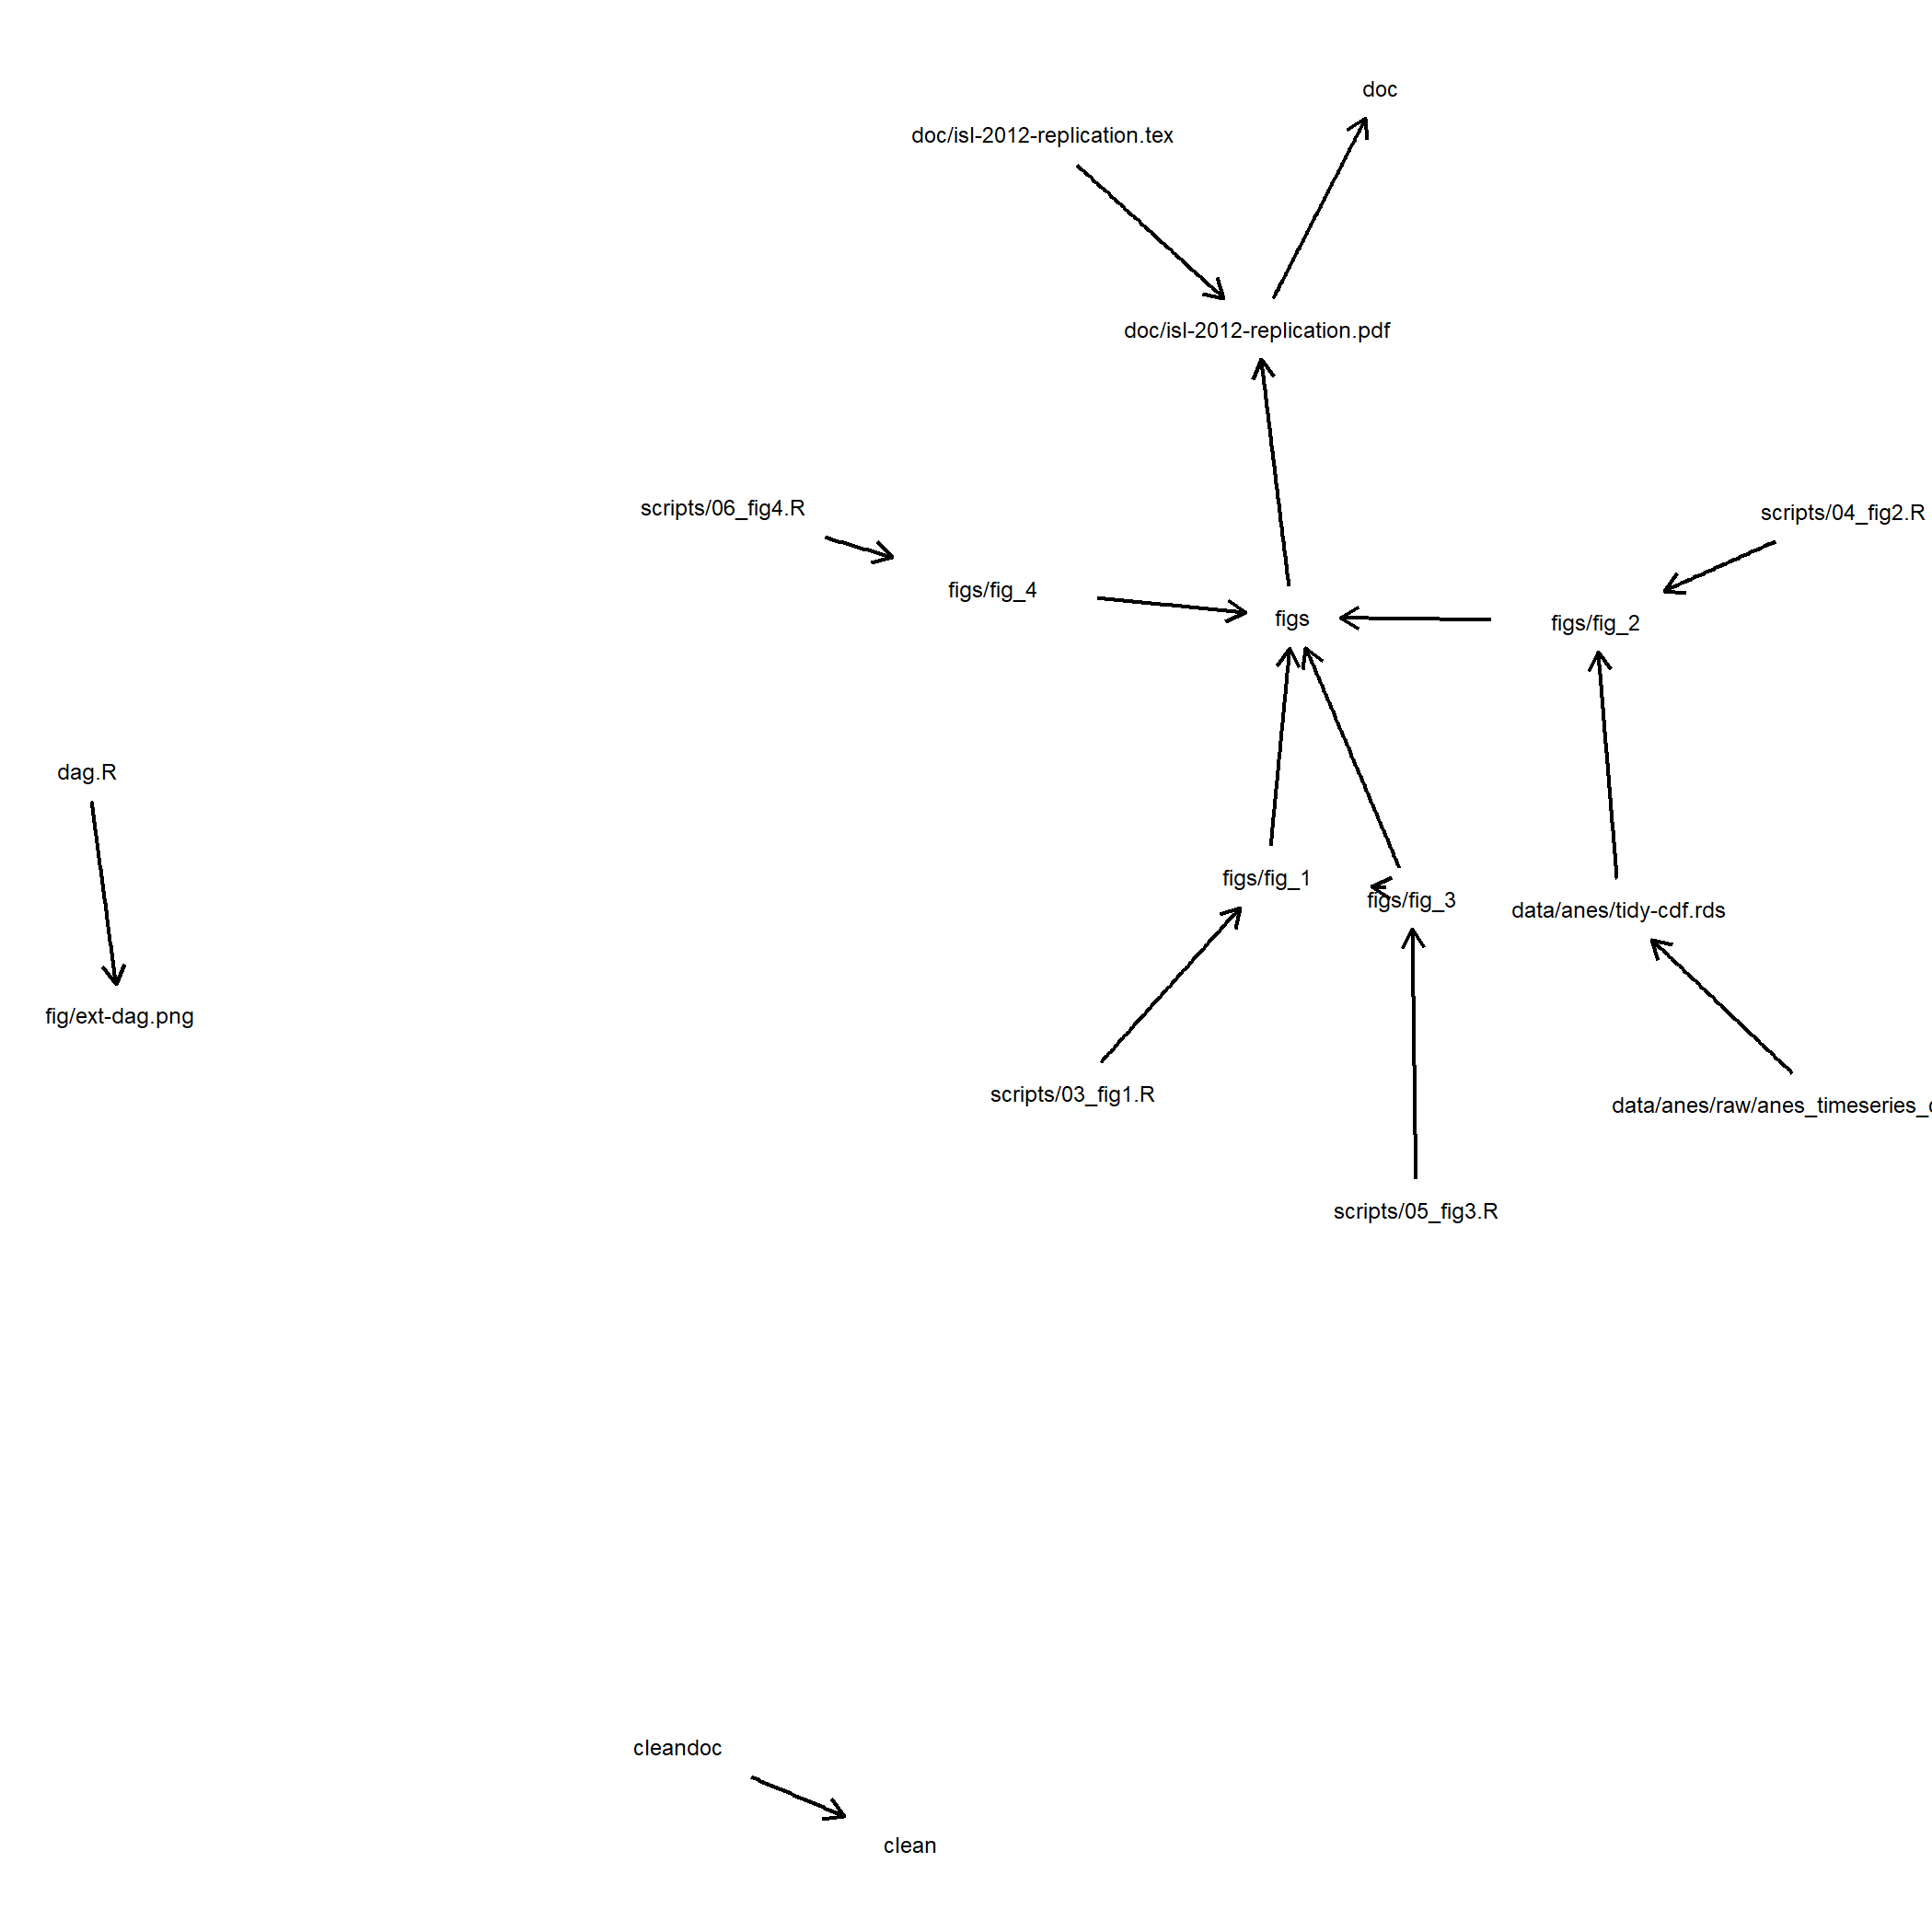 doc
doc/isl-2012-replication.tex
doc/isl-2012-replication.pdf
scripts/06_fig4.R
scripts/04_fig2.R
figs/fig_4
figs
figs/fig_2
dag.R
figs/fig_1
figs/fig_3
data/anes/tidy-cdf.rds
fig/ext-dag.png
scripts/03_fig1.R
data/anes/raw/anes_timeseries_
scripts/05_fig3.R
cleandoc
clean